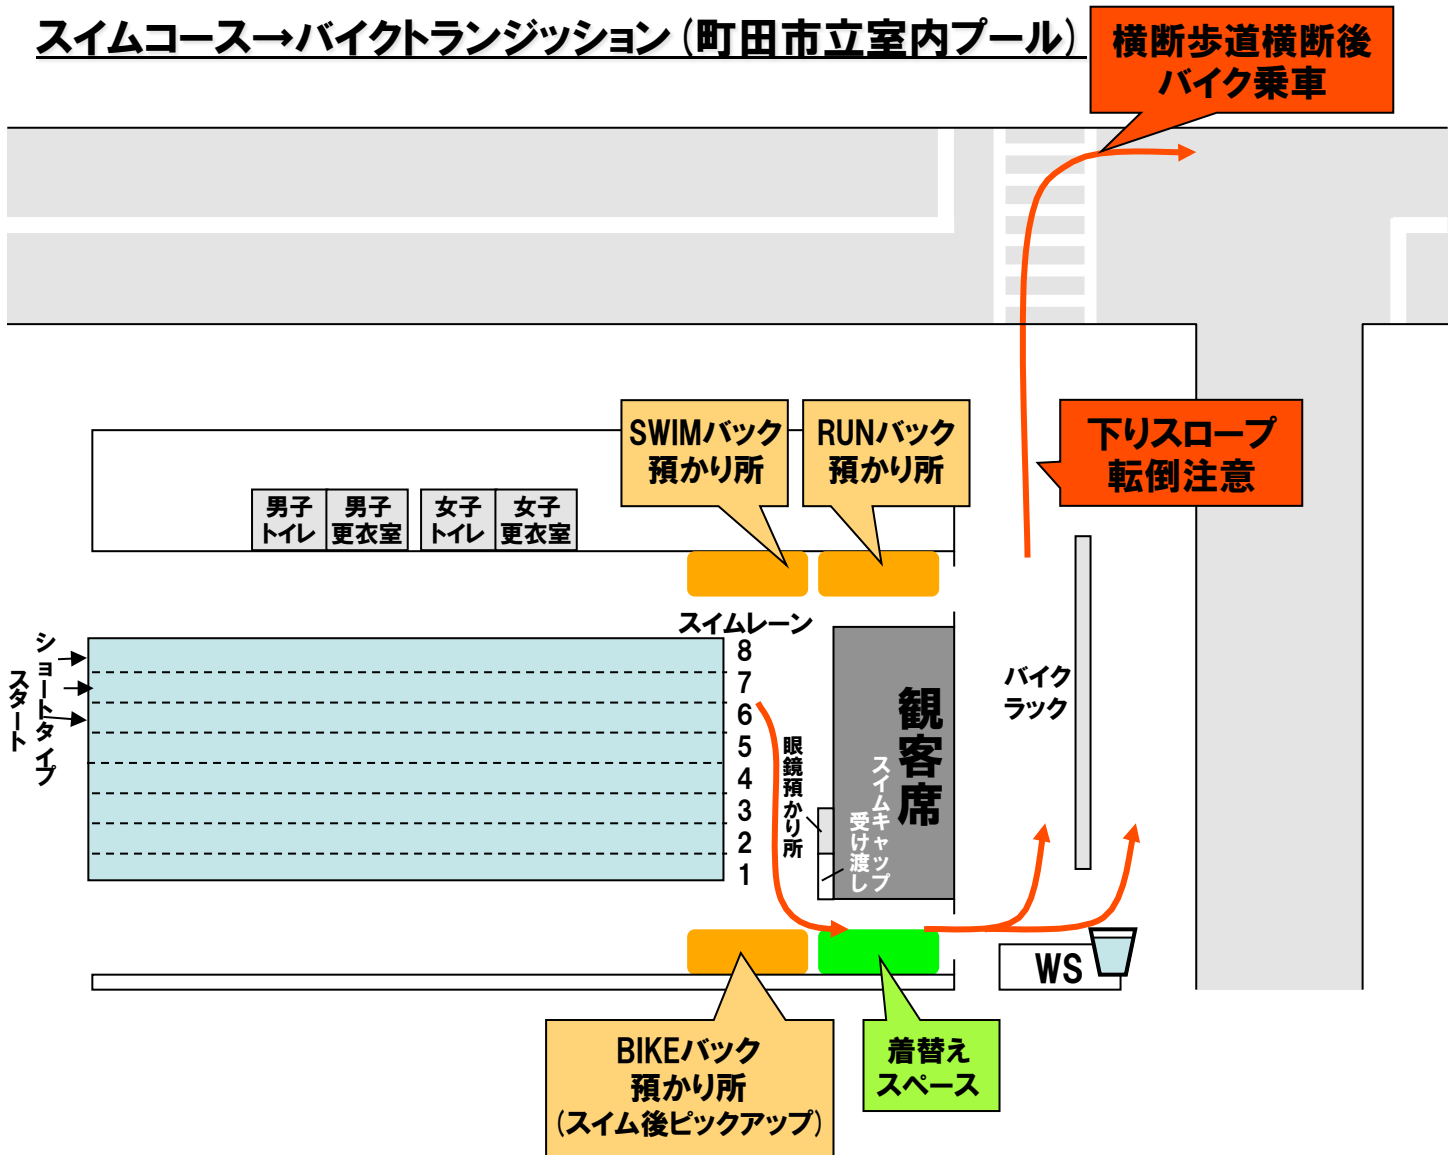 スイムコース→バイクトランジッション(町田市立室内プール)
横断歩道横断後
バイク乗車
SWIMバック
預かり所
RUNバック
預かり所
下りスロープ
転倒注意
男子
トイレ
男子
更衣室
女子
トイレ
女子
更衣室
スイムレーン
ショートタイプ
スタート
8
7
6
5
4
3
2
1
眼鏡預かり所
観客席
スイムキャップ
受け渡し
バイク
ラック
WS
BIKEバック
預かり所
(スイム後ピックアップ)
着替え
スペース